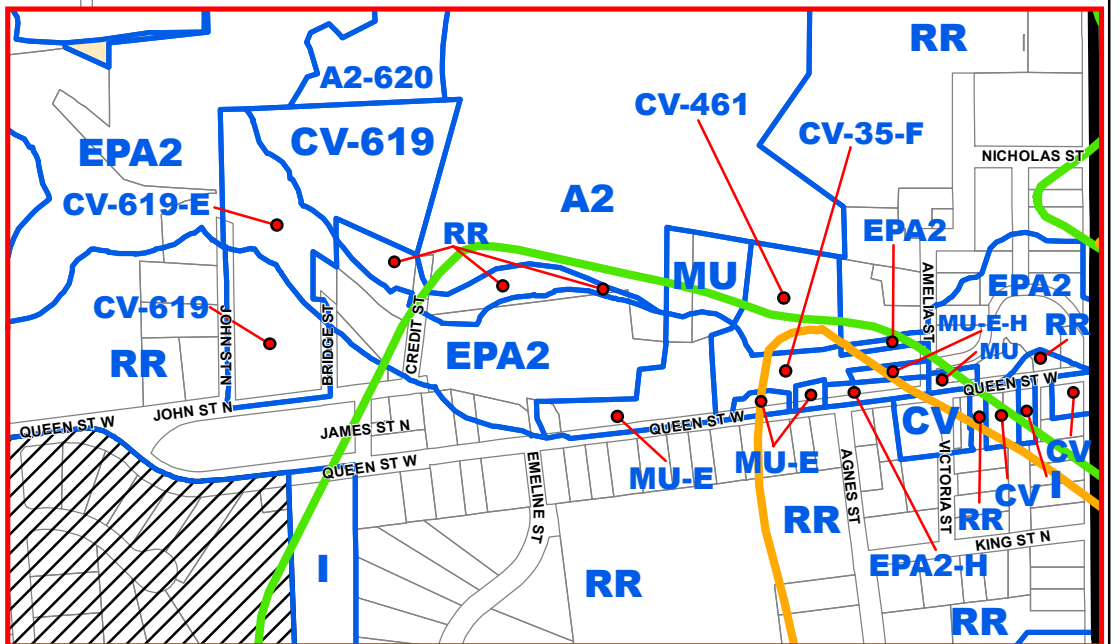 RR
A2-620
CV-461
CV-619
CV-35-F
EPA2
NICHOLAS ST
A2
CV-619-E
RR
EPA2
MU
AMELIA ST
EPA2
CV-619
JOHN ST N
BRIDGE ST
CREDIT ST
MU-E-H
RR
RR
EPA2
MU
QUEEN ST W
JOHN ST N
QUEEN ST W
JAMES ST N
QUEEN ST W
CV
QUEEN ST W
MU-E
MU-E
EMELINE ST
AGNES ST
VICTORIA ST
CV
I
CV
RR
RR
KING ST N
EPA2-H
I
RR
RR